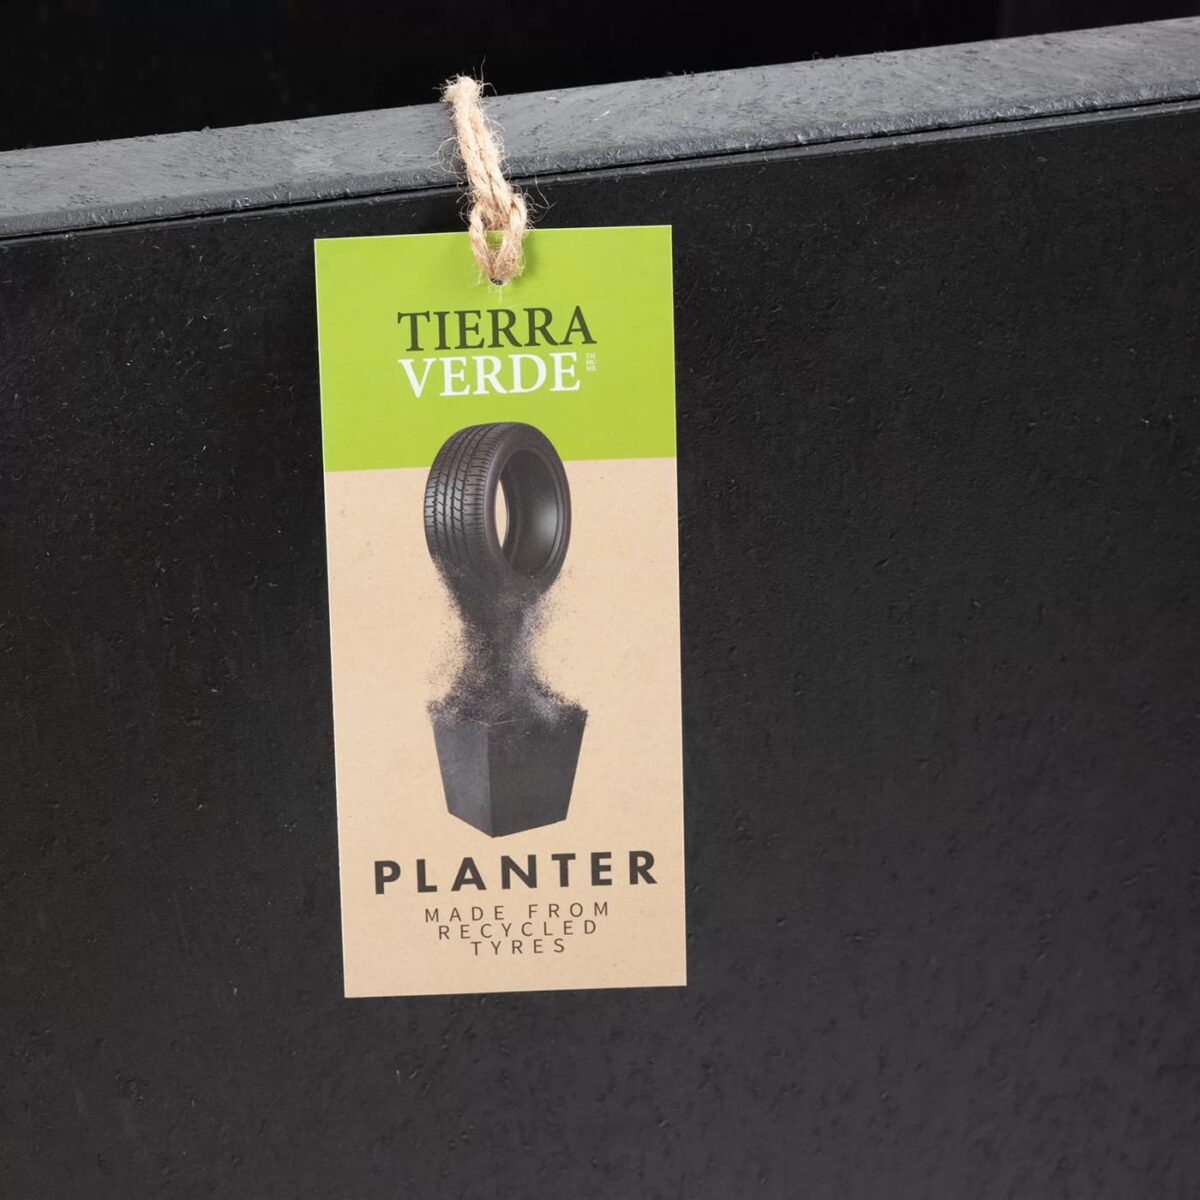 TIERRA
VERDE
PLANTER
MADE FROM
RECYCLED
TYRES